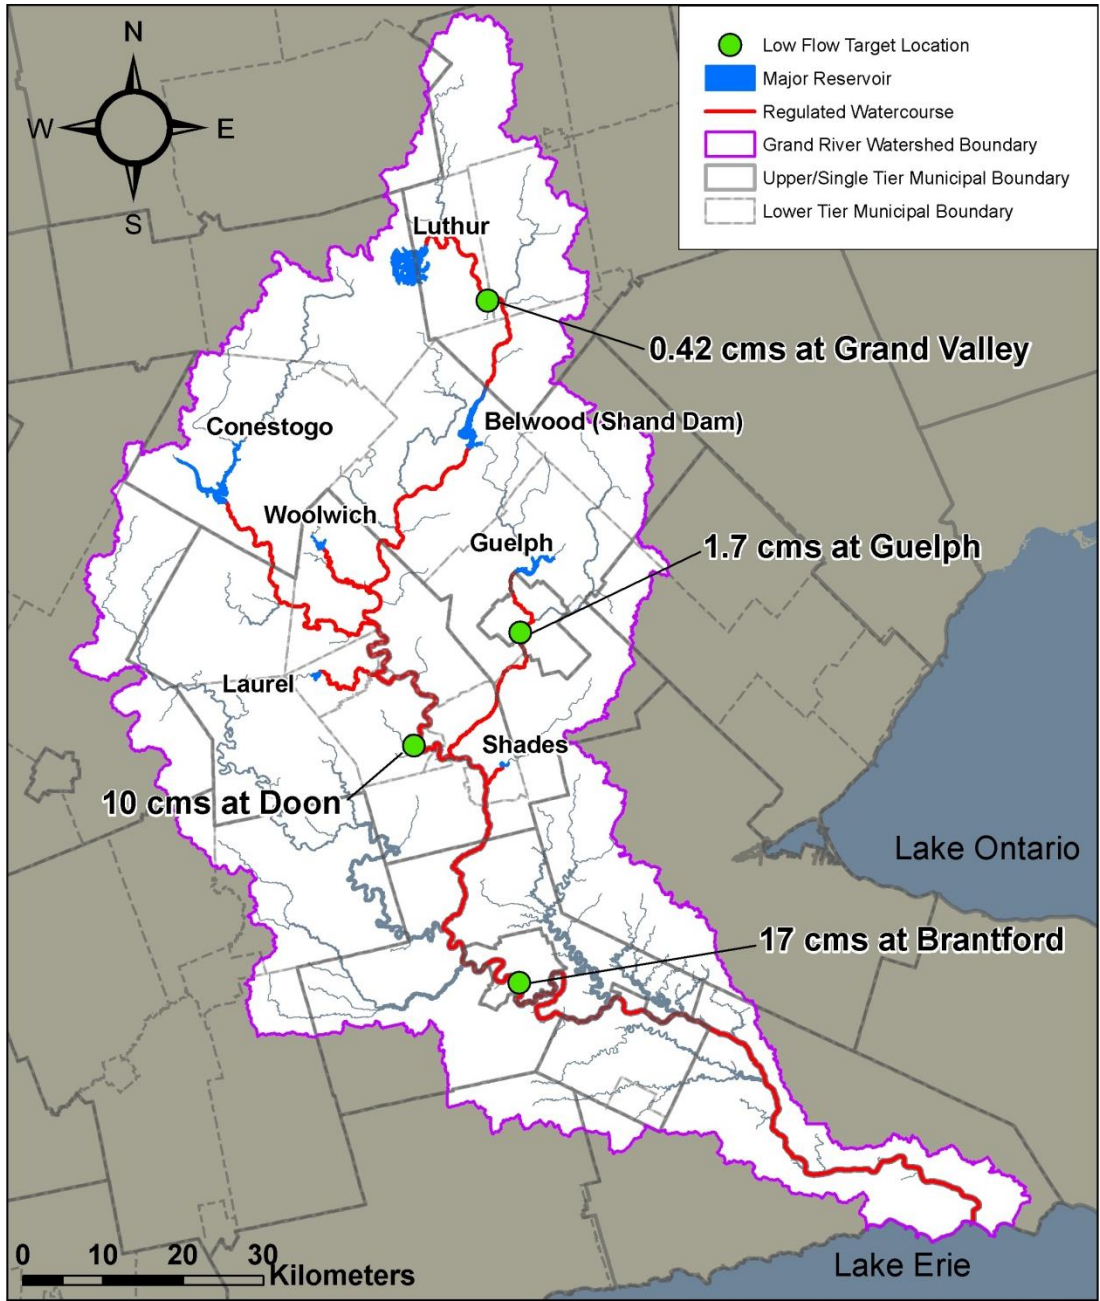 N
W
E
S
Low Flow Target Location
Major Reservoir
Regulated Watercourse
Grand River Watershed Boundary
Upper/Single Tier Municipal Boundary
Lower Tier Municipal Boundary
Luthur
0.42 cms at Grand Valley
Belwood (Shand Dam)
Conestogo
Woolwich
Guelph
1.7 cms at Guelph
Laurel
Shades
10 cms at Doon
Lake Ontario
17 cms at Brantford
Lake Erie
0 10 20 30
Kilometers